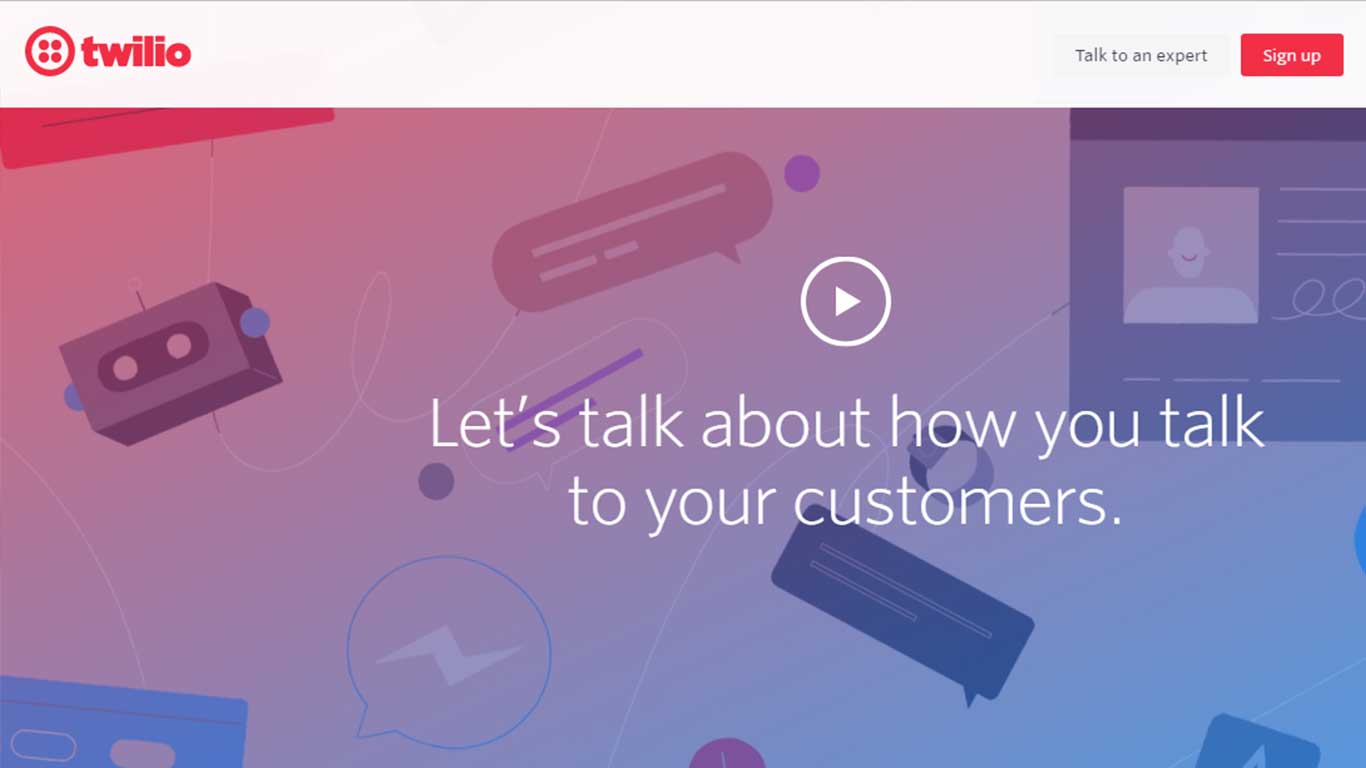 twilio
Talk to an expert
Sign up
Let’s talk about how you talk
to your customers.